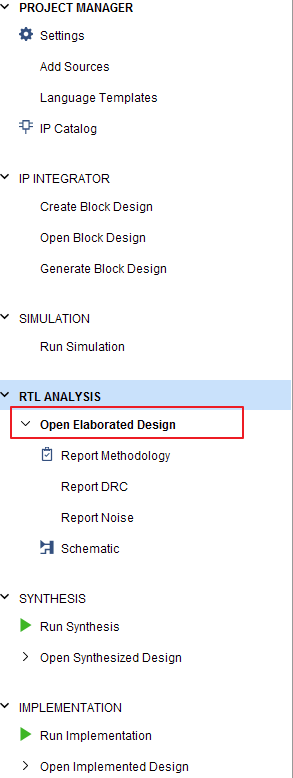 PROJECT MANAGER
Settings
Add Sources
Language Templates
IP Catalog
IP INTEGRATOR
Create Block Design
Open Block Design
Generate Block Design
SIMULATION
Run Simulation
RTL ANALYSIS
Open Elaborated Design
Report Methodology
Report DRC
Report Noise
Schematic
SYNTHESIS
Run Synthesis
Open Synthesized Design
IMPLEMENTATION
Run Implementation
Open Implemented Design